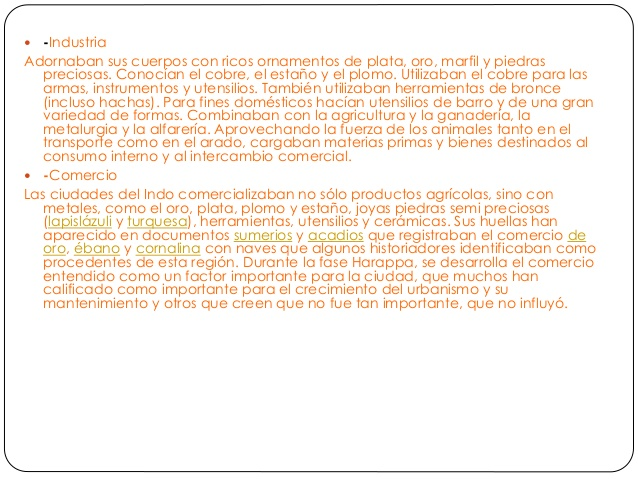 -Industria
Adornaban sus cuerpos con ricos ornamentos de plata, oro, marfil y piedras
preciosas. Conocían el cobre, el estaño y el plomo. Utilizaban el cobre para las
armas, instrumentos y utensilios. También utilizaban herramientas de bronce
(incluso hachas). Para fines domésticos hacían utensilios de barro y de una gran
variedad de formas. Combinaban con la agricultura y la ganadería, la
metalurgia y la alfarería. Aprovechando la fuerza de los animales tanto en el
transporte como en el arado, cargaban materias primas y bienes destinados al
consumo interno y al intercambio comercial.
-Comercio
Las ciudades del Indo comercializaban no sólo productos agrícolas, sino con
metales, como el oro, plata, plomo y estaño, joyas piedras semi preciosas
(lapislázuli y turquesa), herramientas, utensilios y cerámicas. Sus huellas han
aparecido en documentos sumerios y acadios que registraban el comercio de
oro, ébano y cornalina con naves que algunos historiadores identificaban como
procedentes de esta región. Durante la fase Harappa, se desarrolla el comercio
entendido como un factor importante para la ciudad, que muchos han
calificado como importante para el crecimiento del urbanismo y su
mantenimiento y otros que creen que no fue tan importante, que no influyó.